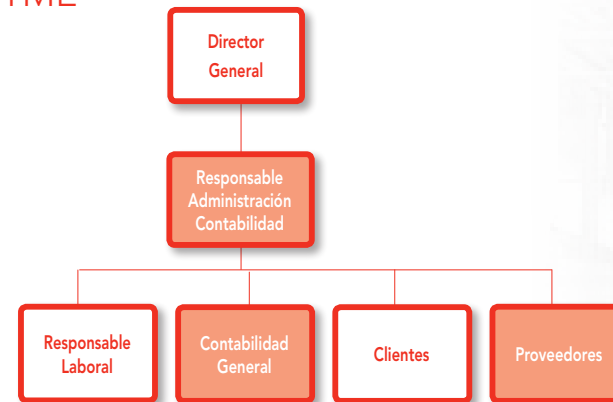 Director
General
Responsable
Administración
Contabilidad
Responsable
Laboral
Contabilidad
General
Clientes
Proveedores